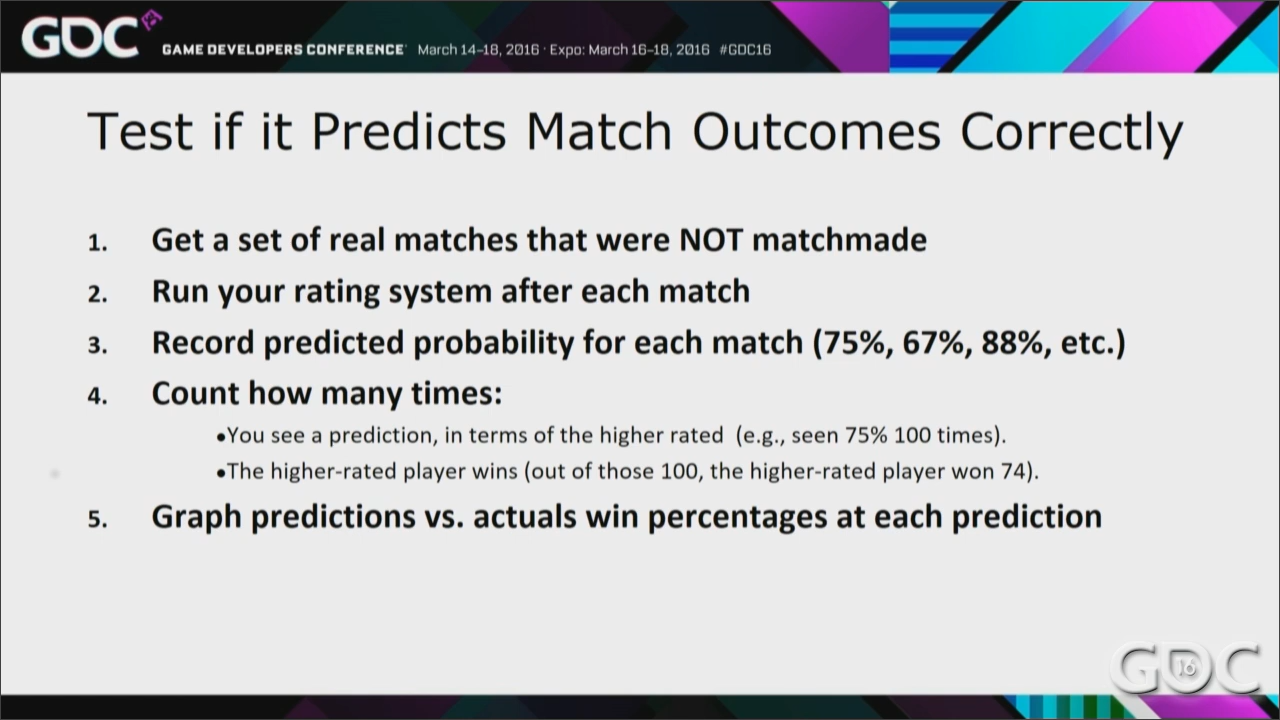 GDC
GAME DEVELOPERS CONFERENCE March 14–18, 2016 · Expo: March 16–18, 2016 #GDC16
Test if it Predicts Match Outcomes Correctly
1. Get a set of real matches that were NOT matchmade
2. Run your rating system after each match
3. Record predicted probability for each match (75%, 67%, 88%, etc.)
4. Count how many times:
•You see a prediction, in terms of the higher rated (e.g., seen 75% 100 times).
•The higher-rated player wins (out of those 100, the higher-rated player won 74).
5. Graph predictions vs. actuals win percentages at each prediction
GDC 16